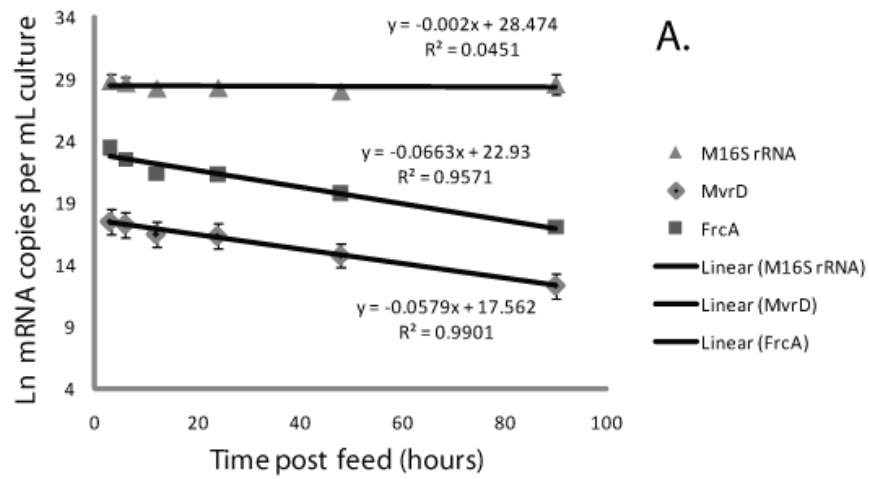 34
29
24
19
14
9
4
Ln mRNA copies per mL culture
y = -0.002x + 28.474
R² = 0.0451
y = -0.0663x + 22.93
R² = 0.9571
y = -0.0579x + 17.562
R² = 0.9901
0 20 40 60 80 100
Time post feed (hours)
A.
M16S rRNA
MvrD
FrcA
Linear (M16S rRNA)
Linear (MvrD)
Linear (FrcA)